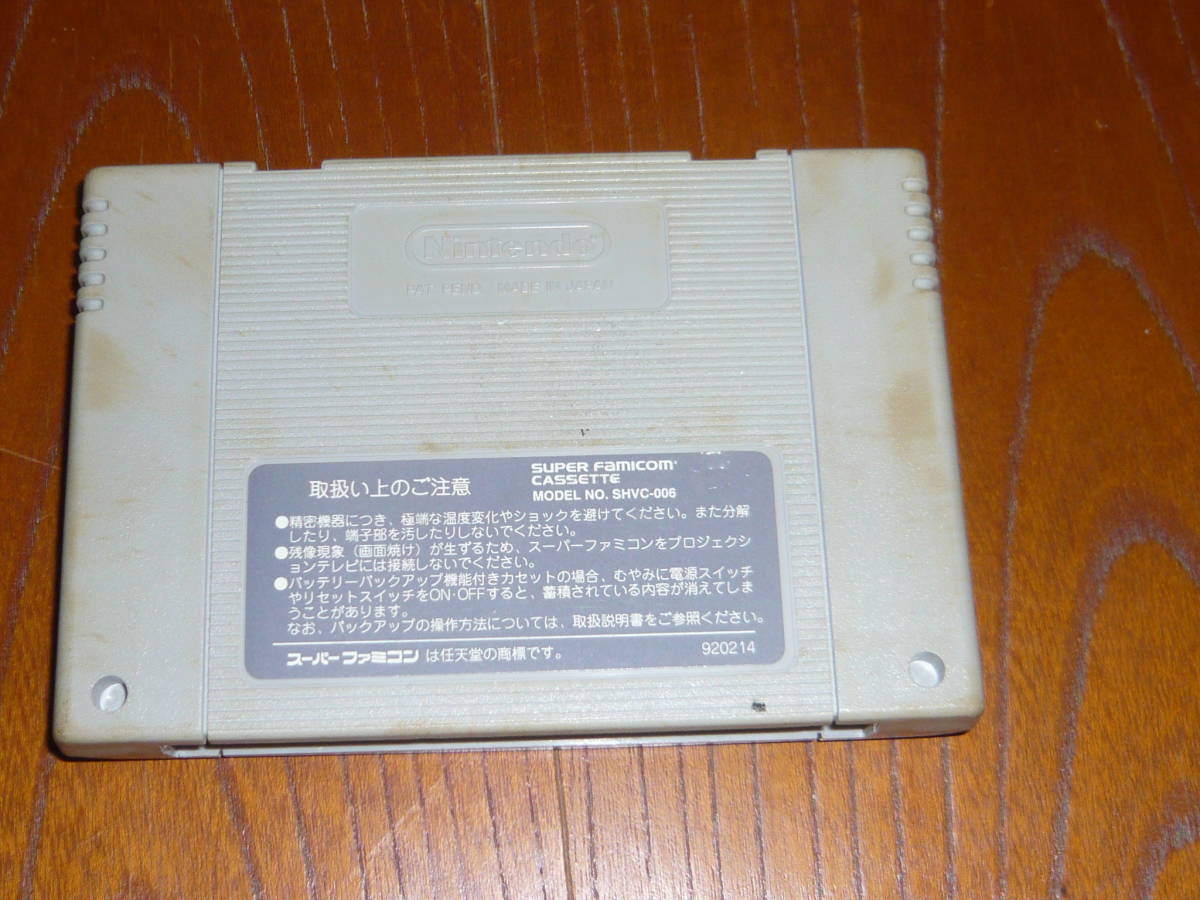 Nintendo
PAT. PEND. MADE IN JAPAN
取扱い上のご注意
SUPER FAMICOM
CASSETTE
MODEL NO. SHVC-006
●精密機器につき、極端な温度変化やショックを避けてください。また分解
したり、端子部を汚したりしないでください。
●残像現象（画面焼け）が生ずるため、スーパーファミコンをプロジェクシ
ョンテレビには接続しないでください。
●バッテリーバックアップ機能付きカセットの場合、むやみに電源スイッチ
やリセットスイッチをON·OFFすると、蓄積されている内容が消えてしま
うことがあります。
なお、バックアップの操作方法については、取扱説明書をご参照ください。
スーパーファミコンは任天堂の商標です。
920214